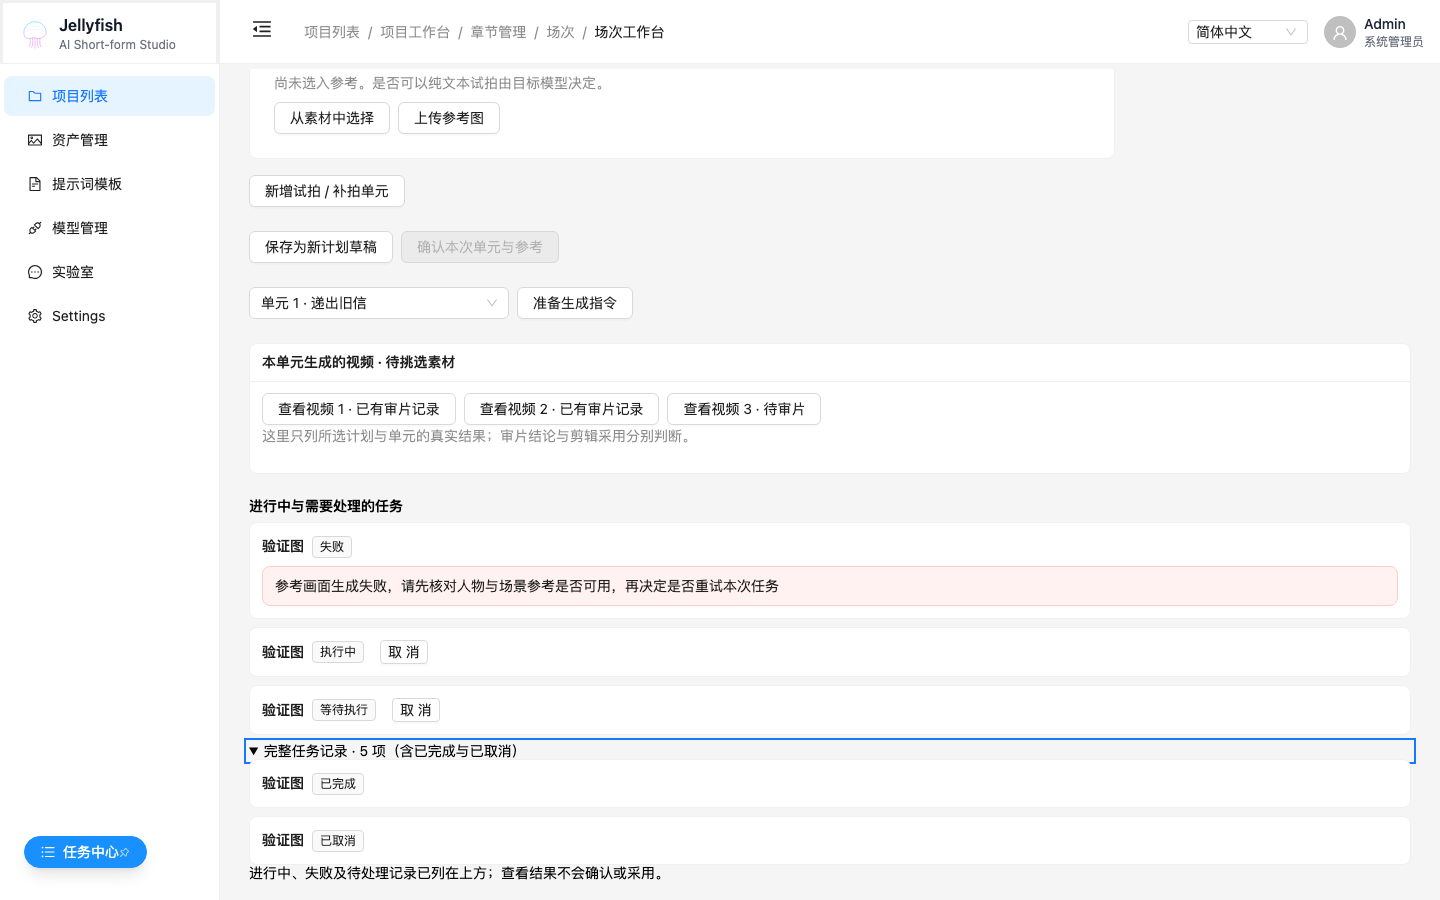 Jellyfish
AI Short-form Studio
项目列表
资产管理
提示词模板
模型管理
实验室
Settings
任务中心
项目列表 / 项目工作台 / 章节管理 / 场次 / 场次工作台
简体中文
Admin
系统管理员
尚未选入参考。是否可以纯文本试拍由目标模型决定。
从素材中选择 上传参考图
新增试拍 / 补拍单元
保存为新计划草稿 确认本次单元与参考
单元 1 · 递出旧信 准备生成指令
本单元生成的视频 · 待挑选素材
查看视频 1 · 已有审片记录 查看视频 2 · 已有审片记录 查看视频 3 · 待审片
这里只列所选计划与单元的真实结果；审片结论与剪辑采用分别判断。
进行中与需要处理的任务
验证图 失败
参考画面生成失败，请先核对人物与场景参考是否可用，再决定是否重试本次任务
验证图 执行中 取 消
验证图 等待执行 取 消
▼ 完整任务记录 · 5 项（含已完成与已取消）
验证图 已完成
验证图 已取消
进行中、失败及待处理记录已列在上方；查看结果不会确认或采用。